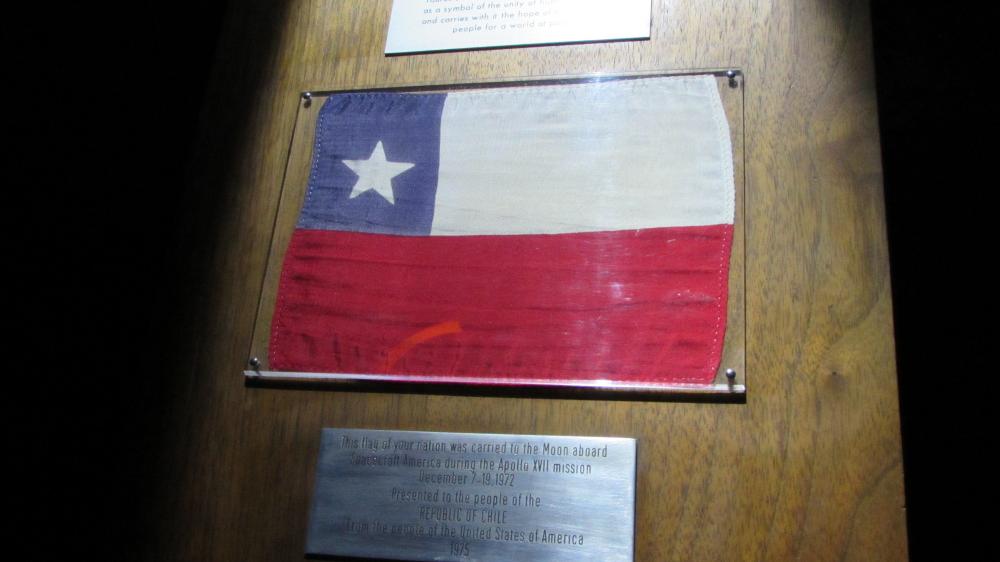 as a symbol of the unity of
and carries with it the hope of
people for a world at
This flag of your nation was carried to the Moon aboard
Spacecraft America during the Apollo XVII mission
December 7-19, 1972
Presented to the people of the
REPUBLIC OF CHILE
From the people of the United States of America
1975